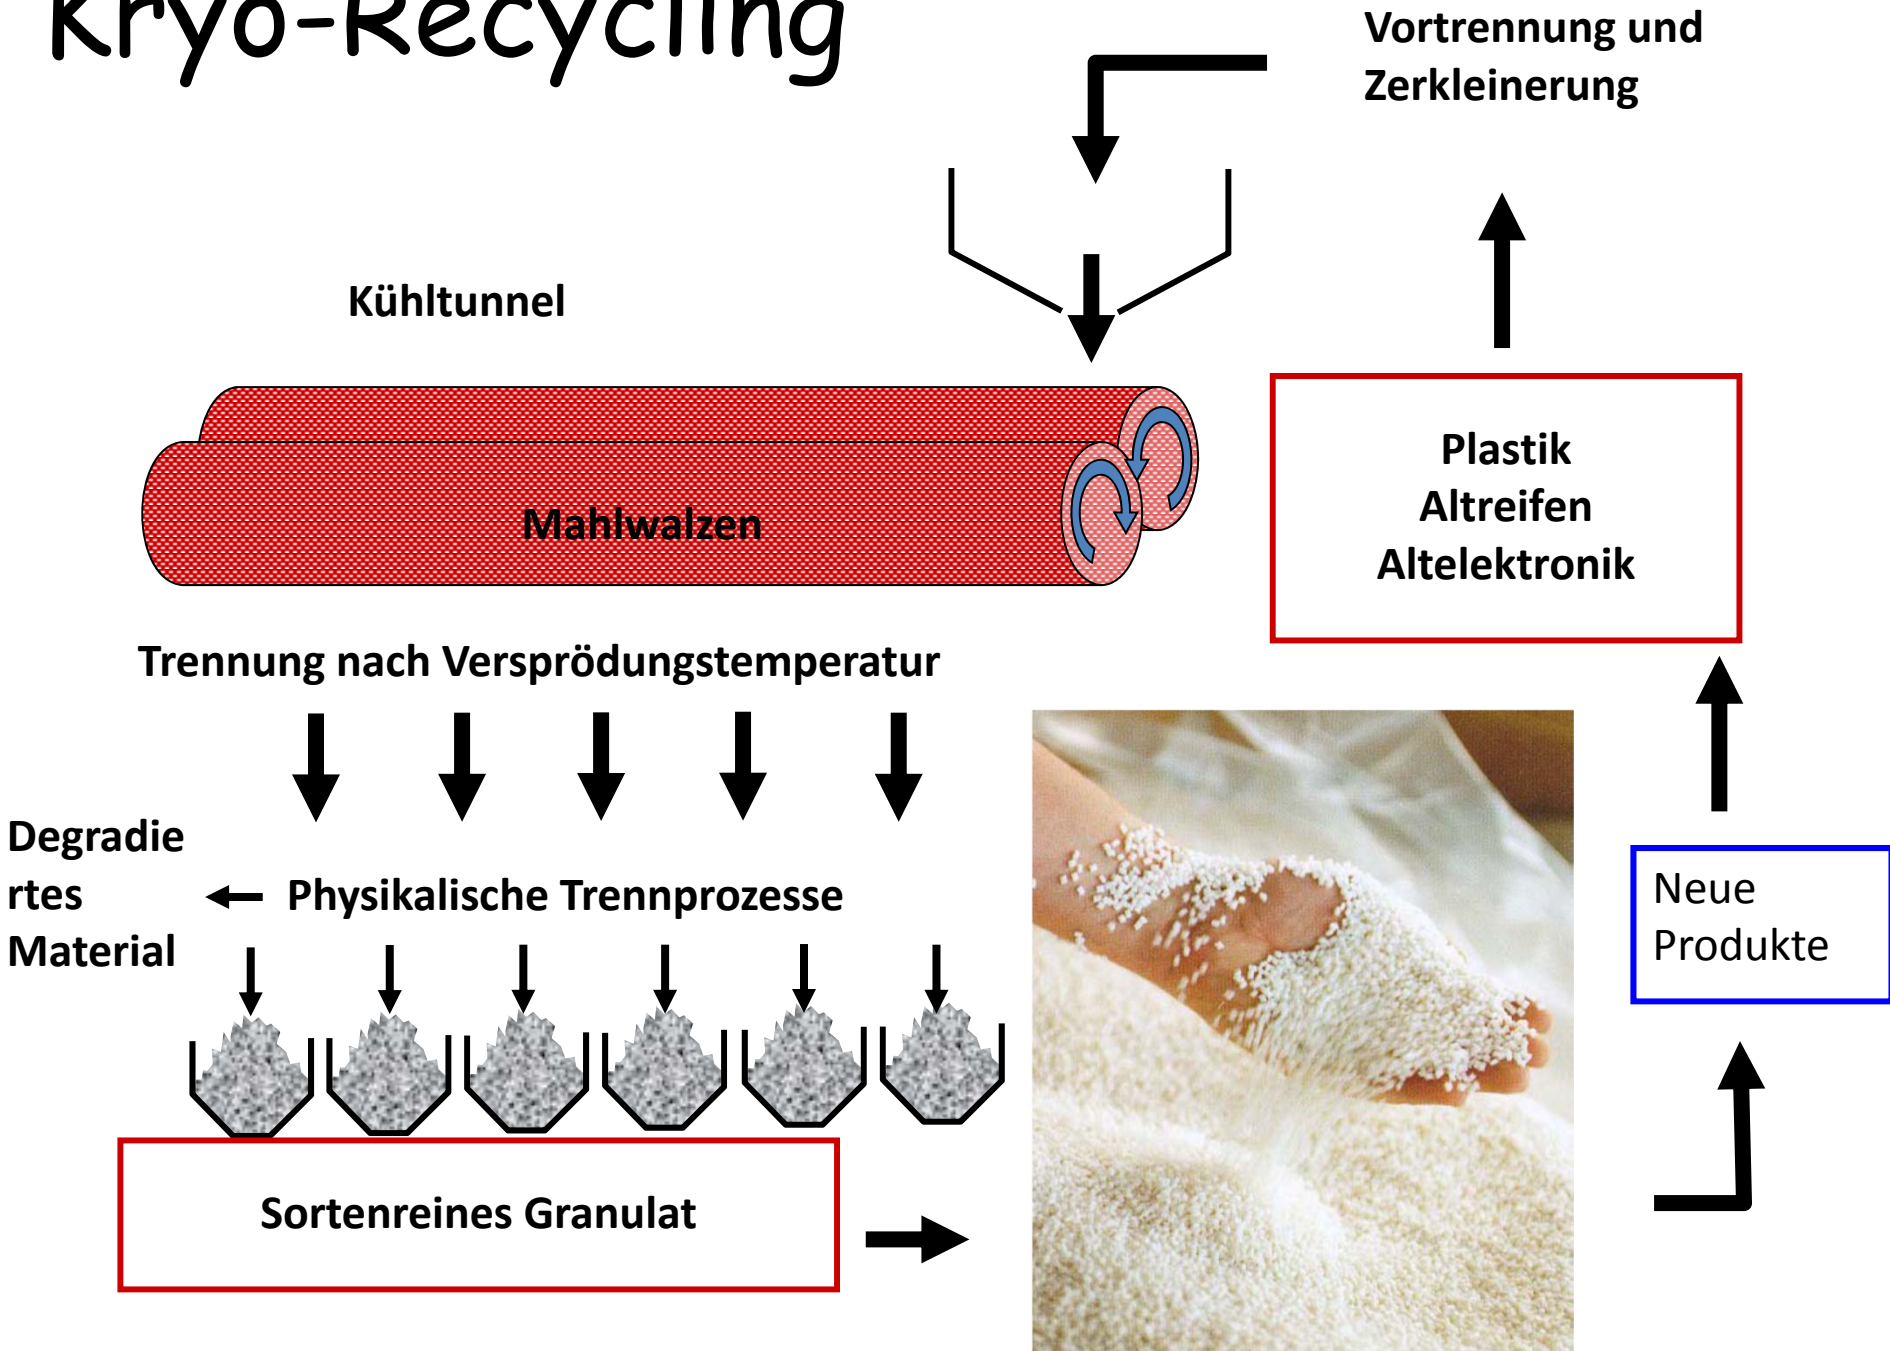 Kryo-Recycling
Vortrennung und
Zerkleinerung
Kühltunnel
Mahlwalzen
Plastik
Altreifen
Altelektronik
Trennung nach Versprödungstemperatur
Degradie
rtes
Material
Physikalische Trennprozesse
Neue
Produkte
Sortenreines Granulat